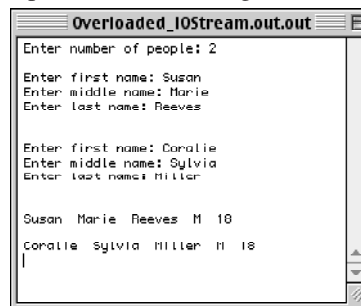 Overloaded_IOStream.out.out
Enter number of people: 2
Enter first name: Susan
Enter middle name: Marie
Enter last name: Reeves
Enter first name: Coralie
Enter middle name: Sylvia
Enter last name: Miller
Susan Marie Reeves M 18
Coralie Sylvia Miller M 18